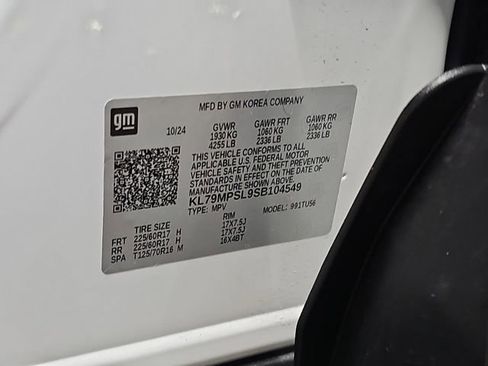 gm
MFD BY GM KOREA COMPANY
10/24 GVWR GAWR FRT GAWR RR
1930 KG 1060 KG 1060 KG
4255 LB 2336 LB 2336 LB
THIS VEHICLE CONFORMS TO ALL
APPLICABLE U.S. FEDERAL MOTOR
VEHICLE SAFETY AND THEFT PREVENTION
STANDARDS IN EFFECT ON THE DATE OF
MANUFACTURE SHOWN ABOVE.
KL79MPSL9SB104549
TYPE: MPV MODEL: 991TU56
TIRE SIZE RIM
FRT 225/60R17 H 17X7.5J
RR 225/60R17 H 17X7.5J
SPA T125/70R16 M 16X4BT